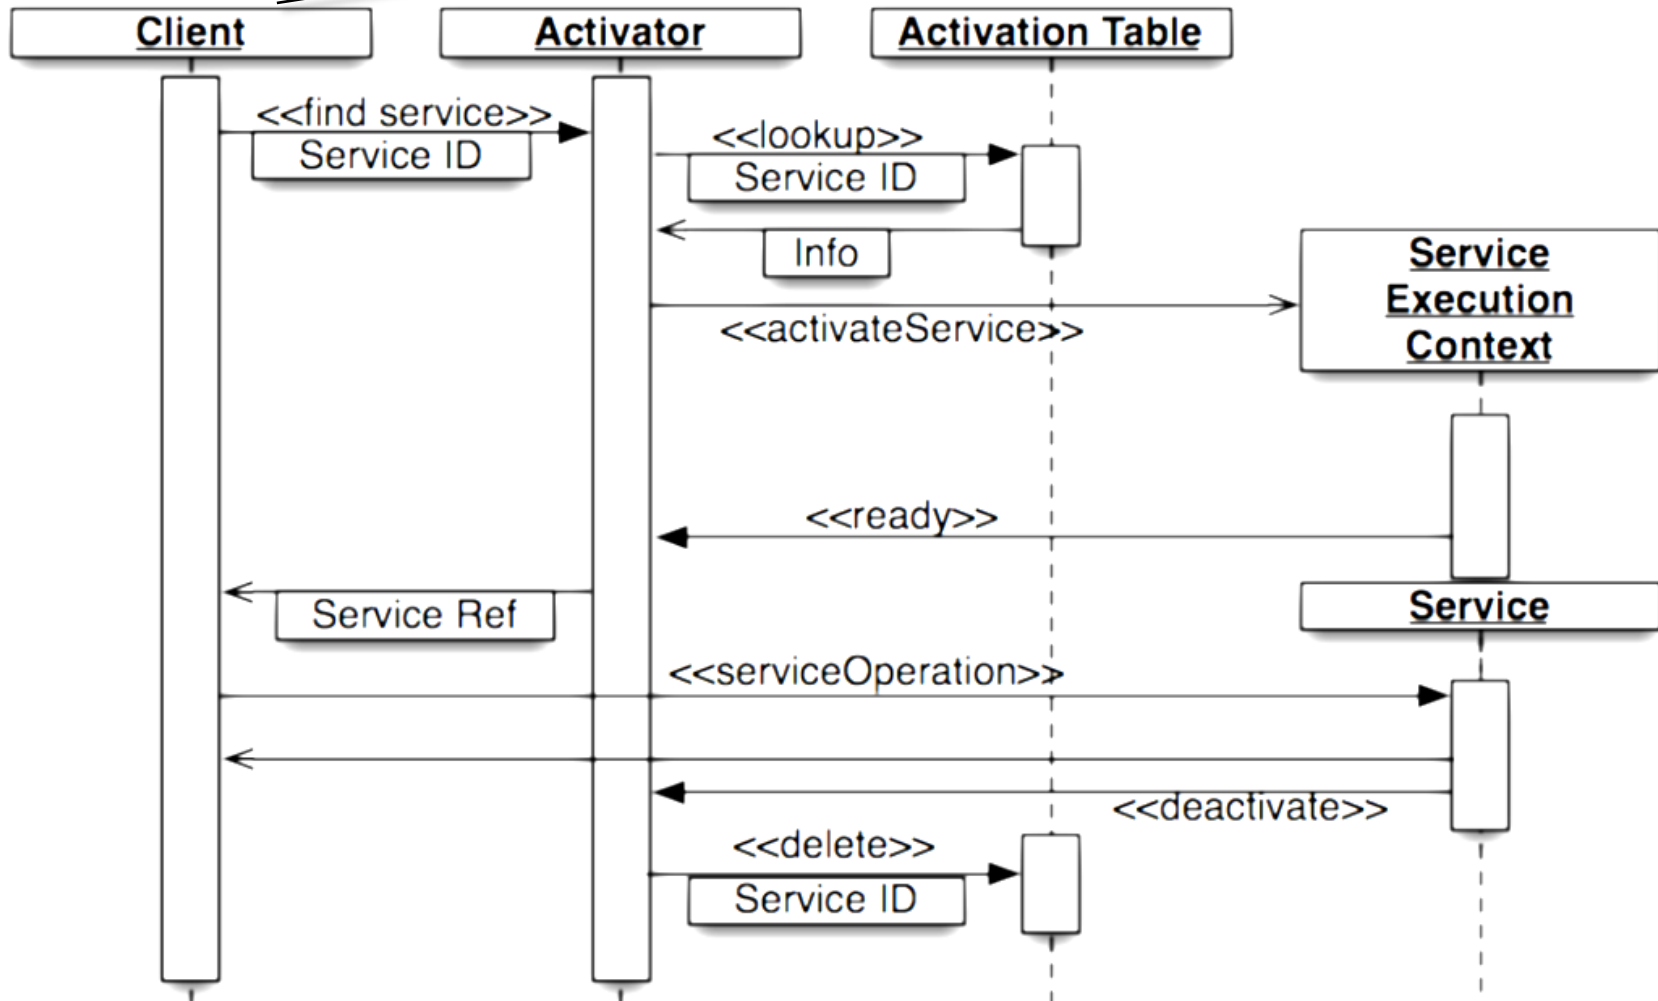 Client
Activator
Activation Table
<<find service>>
Service ID
<<lookup>>
Service ID
Info
Service
Execution
Context
<<activateService>>
<<ready>>
Service Ref
Service
<<serviceOperation>>
<<deactivate>>
<<delete>>
Service ID